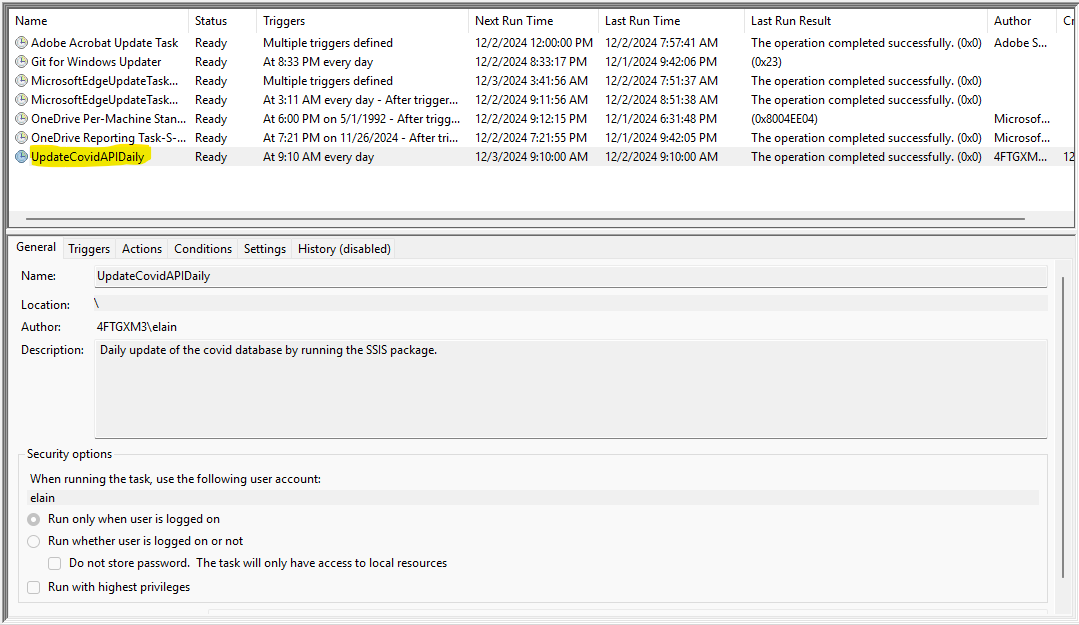 Name Status Triggers Next Run Time Last Run Time Last Run Result Author Cr
Adobe Acrobat Update Task Ready Multiple triggers defined 12/2/2024 12:00:00 PM 12/2/2024 7:57:41 AM The operation completed successfully. (0x0) Adobe S...
Git for Windows Updater Ready At 8:33 PM every day 12/2/2024 8:33:17 PM 12/1/2024 9:42:06 PM (0x23)
MicrosoftEdgeUpdateTask... Ready Multiple triggers defined 12/3/2024 3:41:56 AM 12/2/2024 7:51:37 AM The operation completed successfully. (0x0)
MicrosoftEdgeUpdateTask... Ready At 3:11 AM every day - After trigger... 12/2/2024 9:11:56 AM 12/2/2024 8:51:38 AM The operation completed successfully. (0x0)
OneDrive Per-Machine Stan... Ready At 6:00 PM on 5/1/1992 - After trigg... 12/2/2024 9:12:15 PM 12/1/2024 6:31:48 PM (0x8004EE04) Microsof...
OneDrive Reporting Task-S-... Ready At 7:21 PM on 11/26/2024 - After tri... 12/2/2024 7:21:55 PM 12/1/2024 9:42:05 PM The operation completed successfully. (0x0) Microsof...
UpdateCovidAPIDaily Ready At 9:10 AM every day 12/3/2024 9:10:00 AM 12/2/2024 9:10:00 AM The operation completed successfully. (0x0) 4FTGXM... 12
General Triggers Actions Conditions Settings History (disabled)
Name: UpdateCovidAPIDaily
Location: \
Author: 4FTGXM3\elain
Description: Daily update of the covid database by running the SSIS package.
Security options
When running the task, use the following user account:
elain
Run only when user is logged on
Run whether user is logged on or not
Do not store password. The task will only have access to local resources
Run with highest privileges